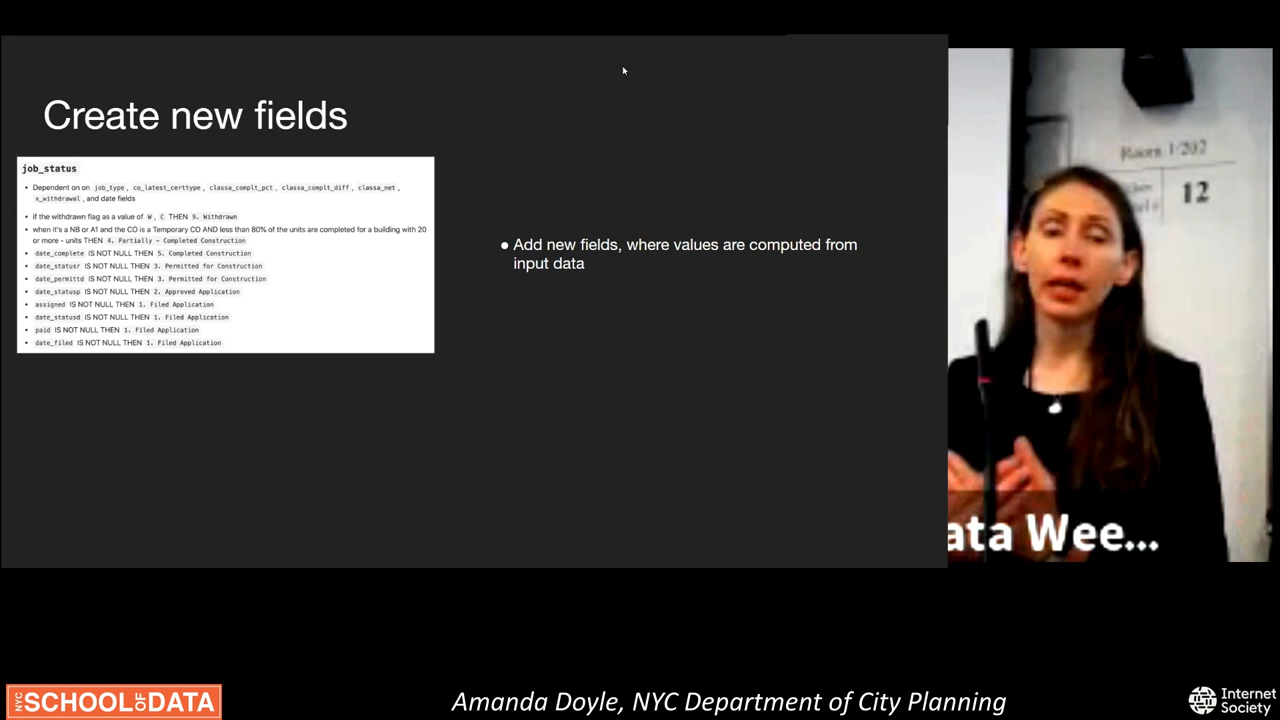 Create new fields
job_status
• Dependent on on job_type, co_latest_certtype, classa_complt_pct, classa_complt_diff, classa_net,
x_withdrawal, and date fields
• if the withdrawn flag as a value of W, C THEN 9. Withdrawn
• when it's a NB or A1 and the CO is a Temporary CO AND less than 80% of the units are completed for a building with 20
or more - units THEN 4. Partially - Completed Construction
• date_complete IS NOT NULL THEN 5. Completed Construction
• date_statusr IS NOT NULL THEN 3. Permitted for Construction
• date_permittd IS NOT NULL THEN 3. Permitted for Construction
• date_statusp IS NOT NULL THEN 2. Approved Application
• assigned IS NOT NULL THEN 1. Filed Application
• date_statusd IS NOT NULL THEN 1. Filed Application
• paid IS NOT NULL THEN 1. Filed Application
• date_filed IS NOT NULL THEN 1. Filed Application
• Add new fields, where values are computed from
input data
Room 1/202
12
ata Wee...
NYC SCHOOL OF DATA
Amanda Doyle, NYC Department of City Planning
Internet
Society